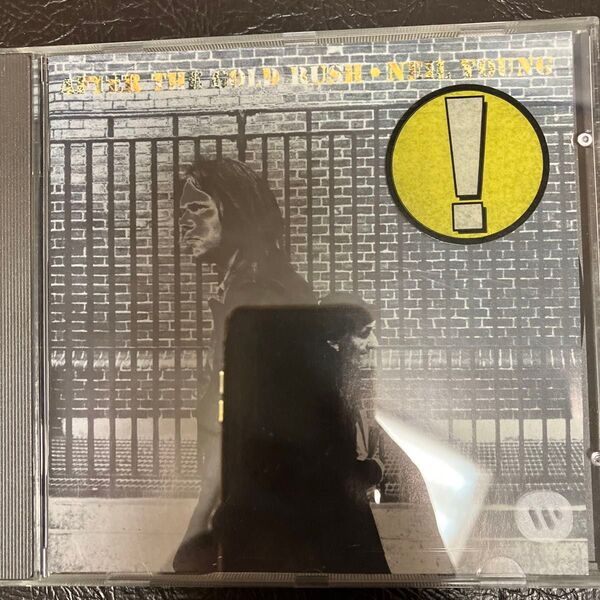 AFTER THE GOLD RUSH • NEIL YOUNG
!